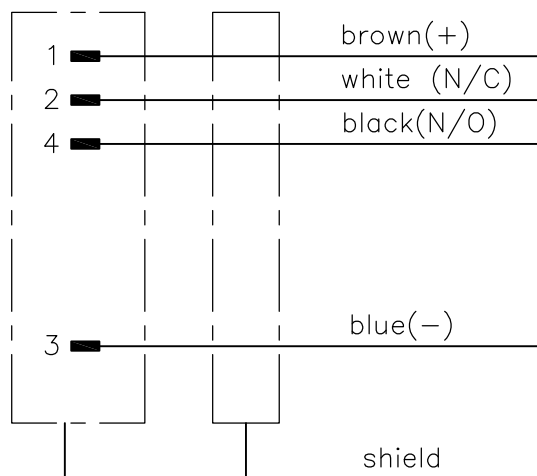 1 brown(+)
2 white (N/C)
4 black(N/O)
3 blue(-)
shield